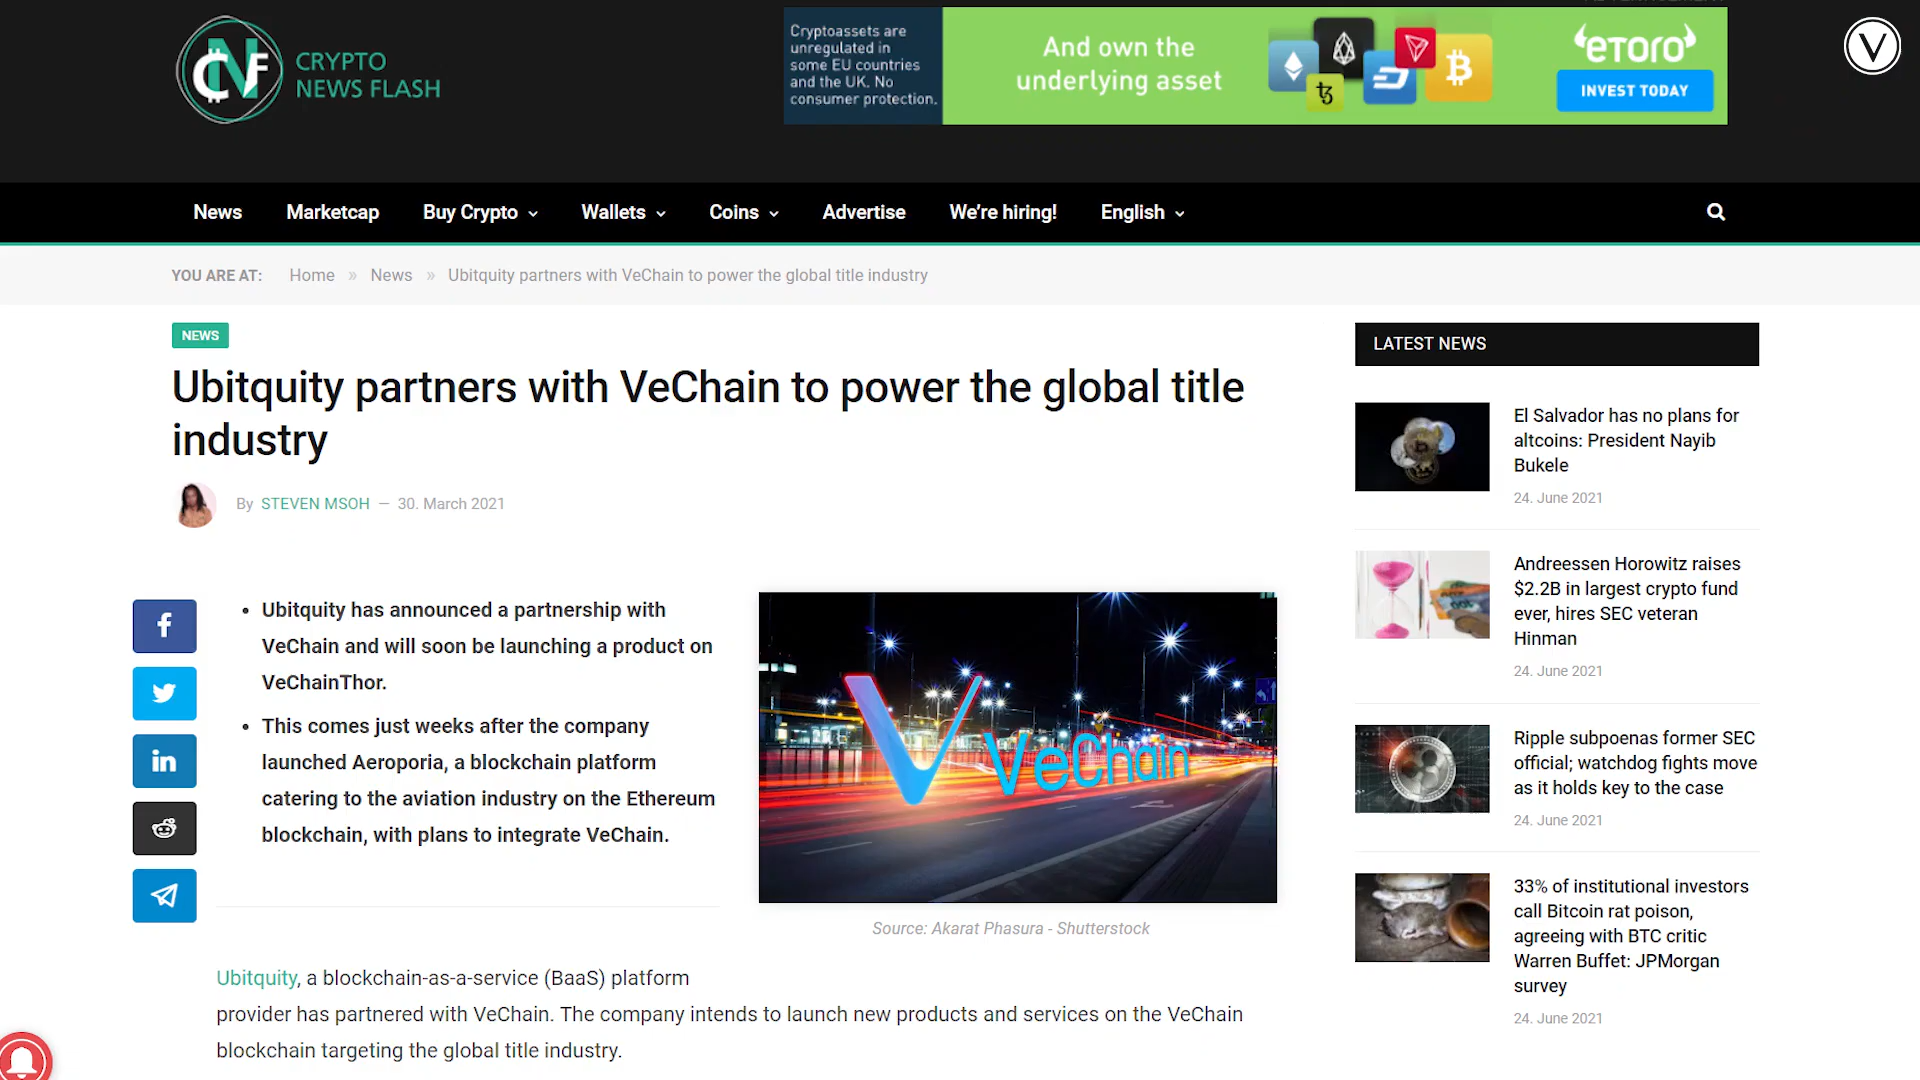 CRYPTO
NEWS FLASH
Cryptoassets are
unregulated in
some EU countries
and the UK. No
consumer protection.
And own the
underlying asset
eTORO
INVEST TODAY
News
Marketcap
Buy Crypto
Wallets
Coins
Advertise
We're hiring!
English
YOU ARE AT:
Home » News » Ubitquity partners with VeChain to power the global title industry
NEWS
Ubitquity partners with VeChain to power the global title
industry
By STEVEN MSOH — 30. March 2021
• Ubitquity has announced a partnership with
VeChain and will soon be launching a product on
VeChainThor.
• This comes just weeks after the company
launched Aeroporia, a blockchain platform
catering to the aviation industry on the Ethereum
blockchain, with plans to integrate VeChain.
VeChain
Source: Akarat Phasura - Shutterstock
Ubitquity, a blockchain-as-a-service (BaaS) platform
provider has partnered with VeChain. The company intends to launch new products and services on the VeChain
blockchain targeting the global title industry.
LATEST NEWS
El Salvador has no plans for
altcoins: President Nayib
Bukele
24. June 2021
Andreessen Horowitz raises
$2.2B in largest crypto fund
ever, hires SEC veteran
Hinman
24. June 2021
Ripple subpoenas former SEC
official; watchdog fights move
as it holds key to the case
24. June 2021
33% of institutional investors
call Bitcoin rat poison,
agreeing with BTC critic
Warren Buffet: JPMorgan
survey
24. June 2021